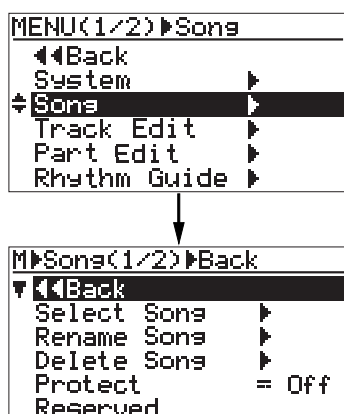 MENU(1/2)▶Song
◀◀Back
System ▶
Song ▶
Track Edit ▶
Part Edit ▶
Rhythm Guide ▶
M▶Song(1/2)▶Back
◀◀Back
Select Song ▶
Rename Song ▶
Delete Song ▶
Protect = Off
Reserved